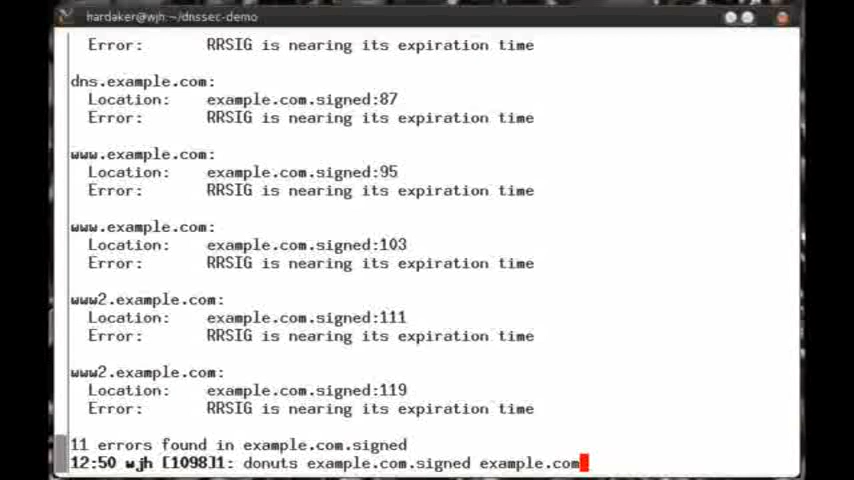 hardaker@wjh:~/dnssec-demo
Error: RRSIG is nearing its expiration time
dns.example.com:
Location: example.com.signed:87
Error: RRSIG is nearing its expiration time
www.example.com:
Location: example.com.signed:95
Error: RRSIG is nearing its expiration time
www.example.com:
Location: example.com.signed:103
Error: RRSIG is nearing its expiration time
www2.example.com:
Location: example.com.signed:111
Error: RRSIG is nearing its expiration time
www2.example.com:
Location: example.com.signed:119
Error: RRSIG is nearing its expiration time
11 errors found in example.com.signed
12:50 wjh [1098]1: donuts example.com.signed example.com